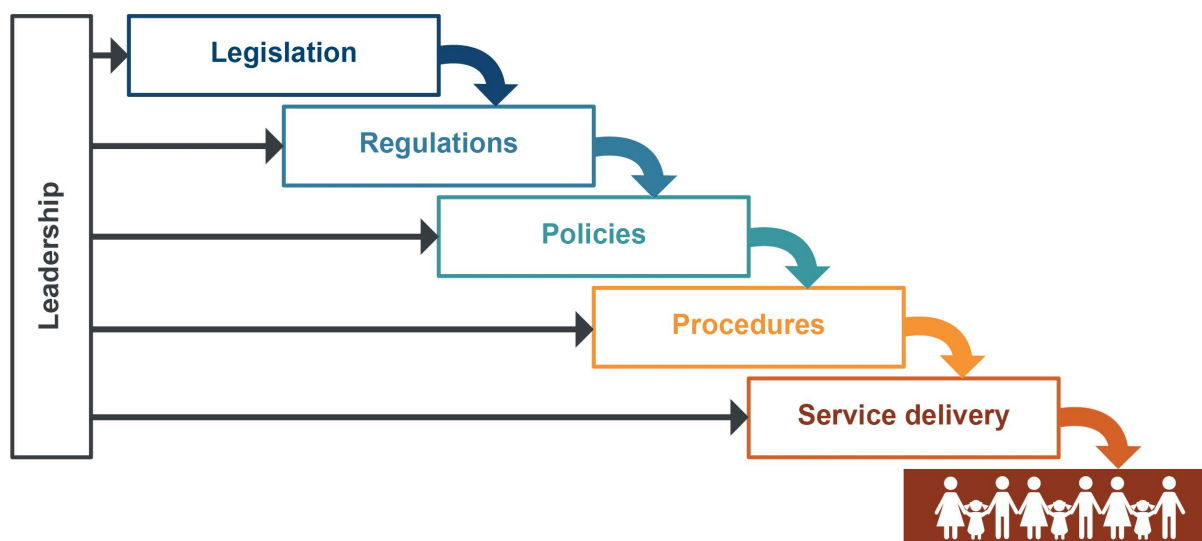 Leadership
Legislation
Regulations
Policies
Procedures
Service delivery